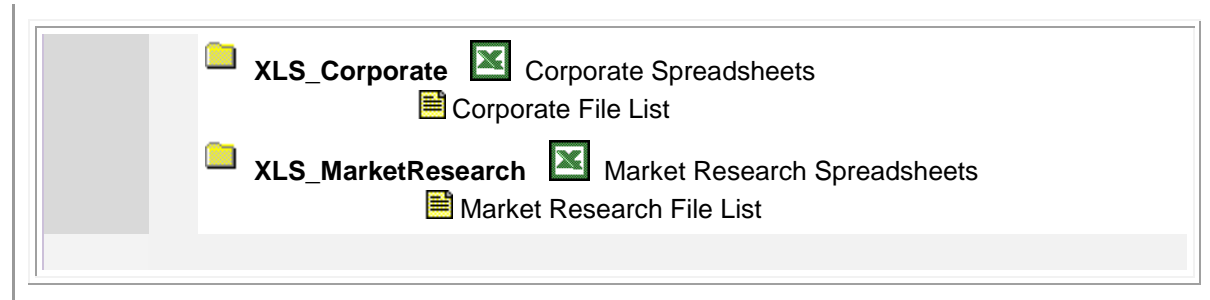 XLS_Corporate Corporate Spreadsheets
Corporate File List
XLS_MarketResearch Market Research Spreadsheets
Market Research File List